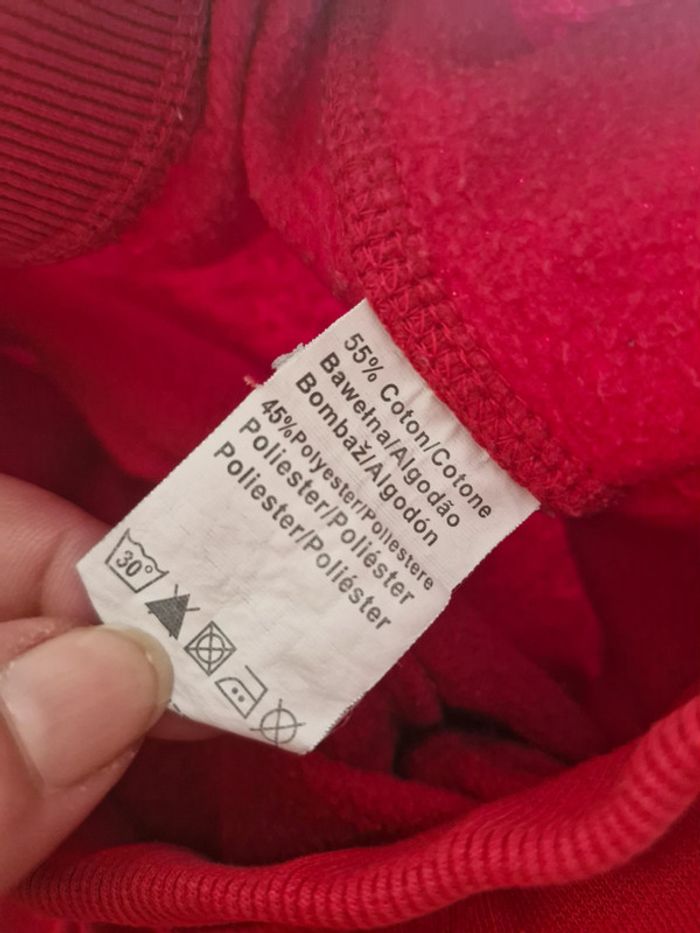 55% Coton/Cotone
Bawełna/Algodão
Bombaž/Algodón
45%Polyester/Poliestere
Poliester/Poliéster
Poliester/Poliéster
30°